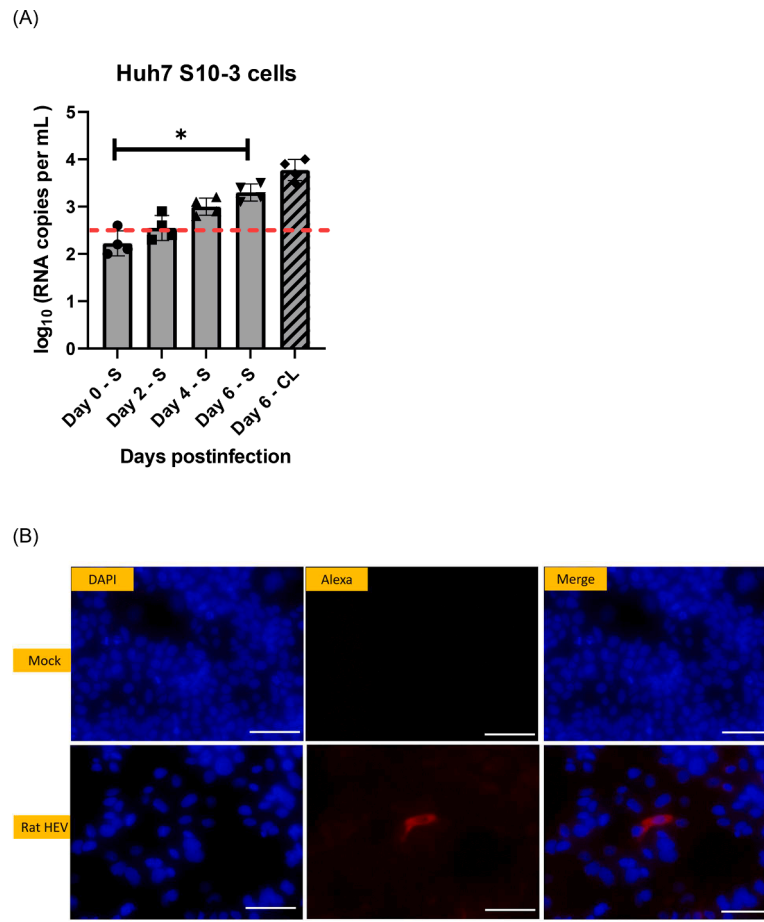 (A)
Huh7 S10-3 cells
*
log10 (RNA copies per mL )
5
4
3
2
1
0
Day 0 - S
Day 2 - S
Day 4 - S
Day 6 - S
Day 6 - CL
Days postinfection
(B)
DAPI
Alexa
Merge
Mock
Rat HEV